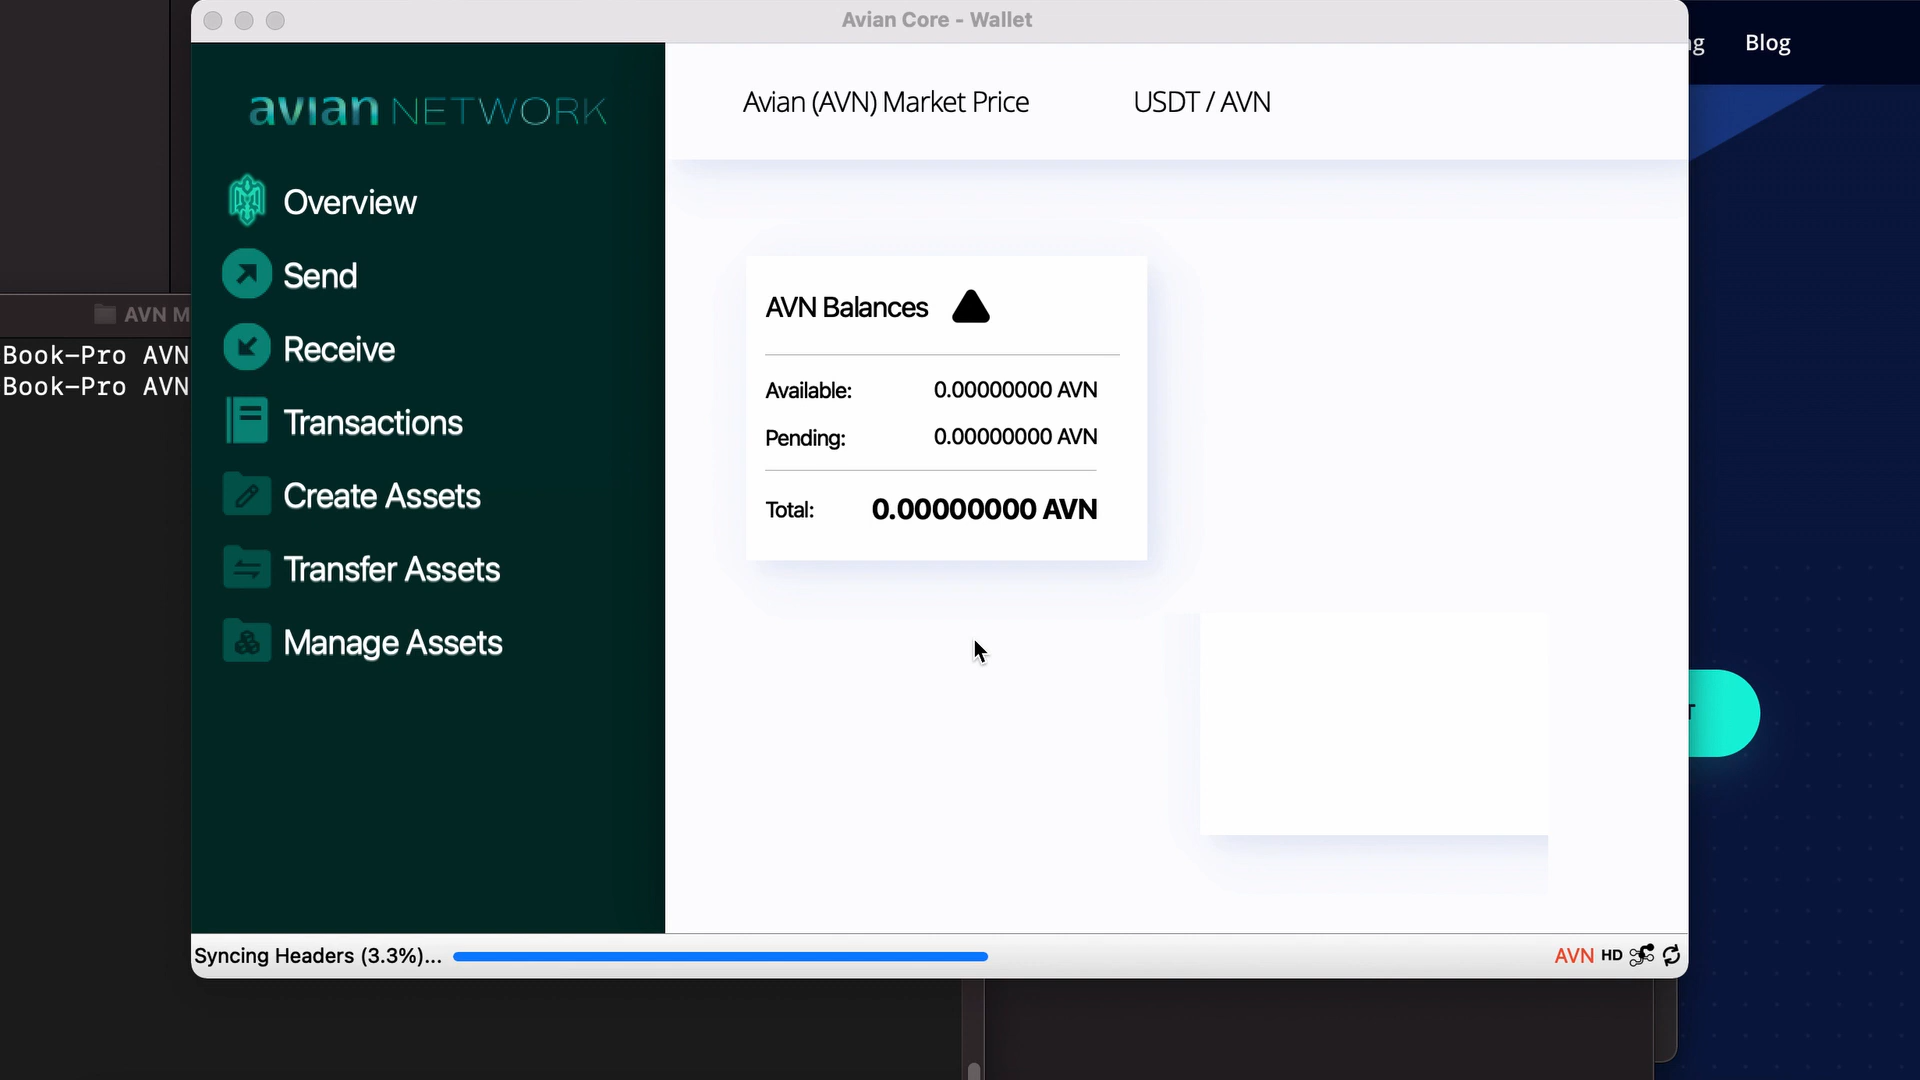 Avian Core - Wallet
Blog
avian NETWORK
Avian (AVN) Market Price
USDT / AVN
Overview
Send
Receive
Transactions
Create Assets
Transfer Assets
Manage Assets
AVN Balances
Available: 0.00000000 AVN
Pending: 0.00000000 AVN
Total: 0.00000000 AVN
AVN M
Book-Pro AVN
Book-Pro AVN
Syncing Headers (3.3%)...
AVN HD